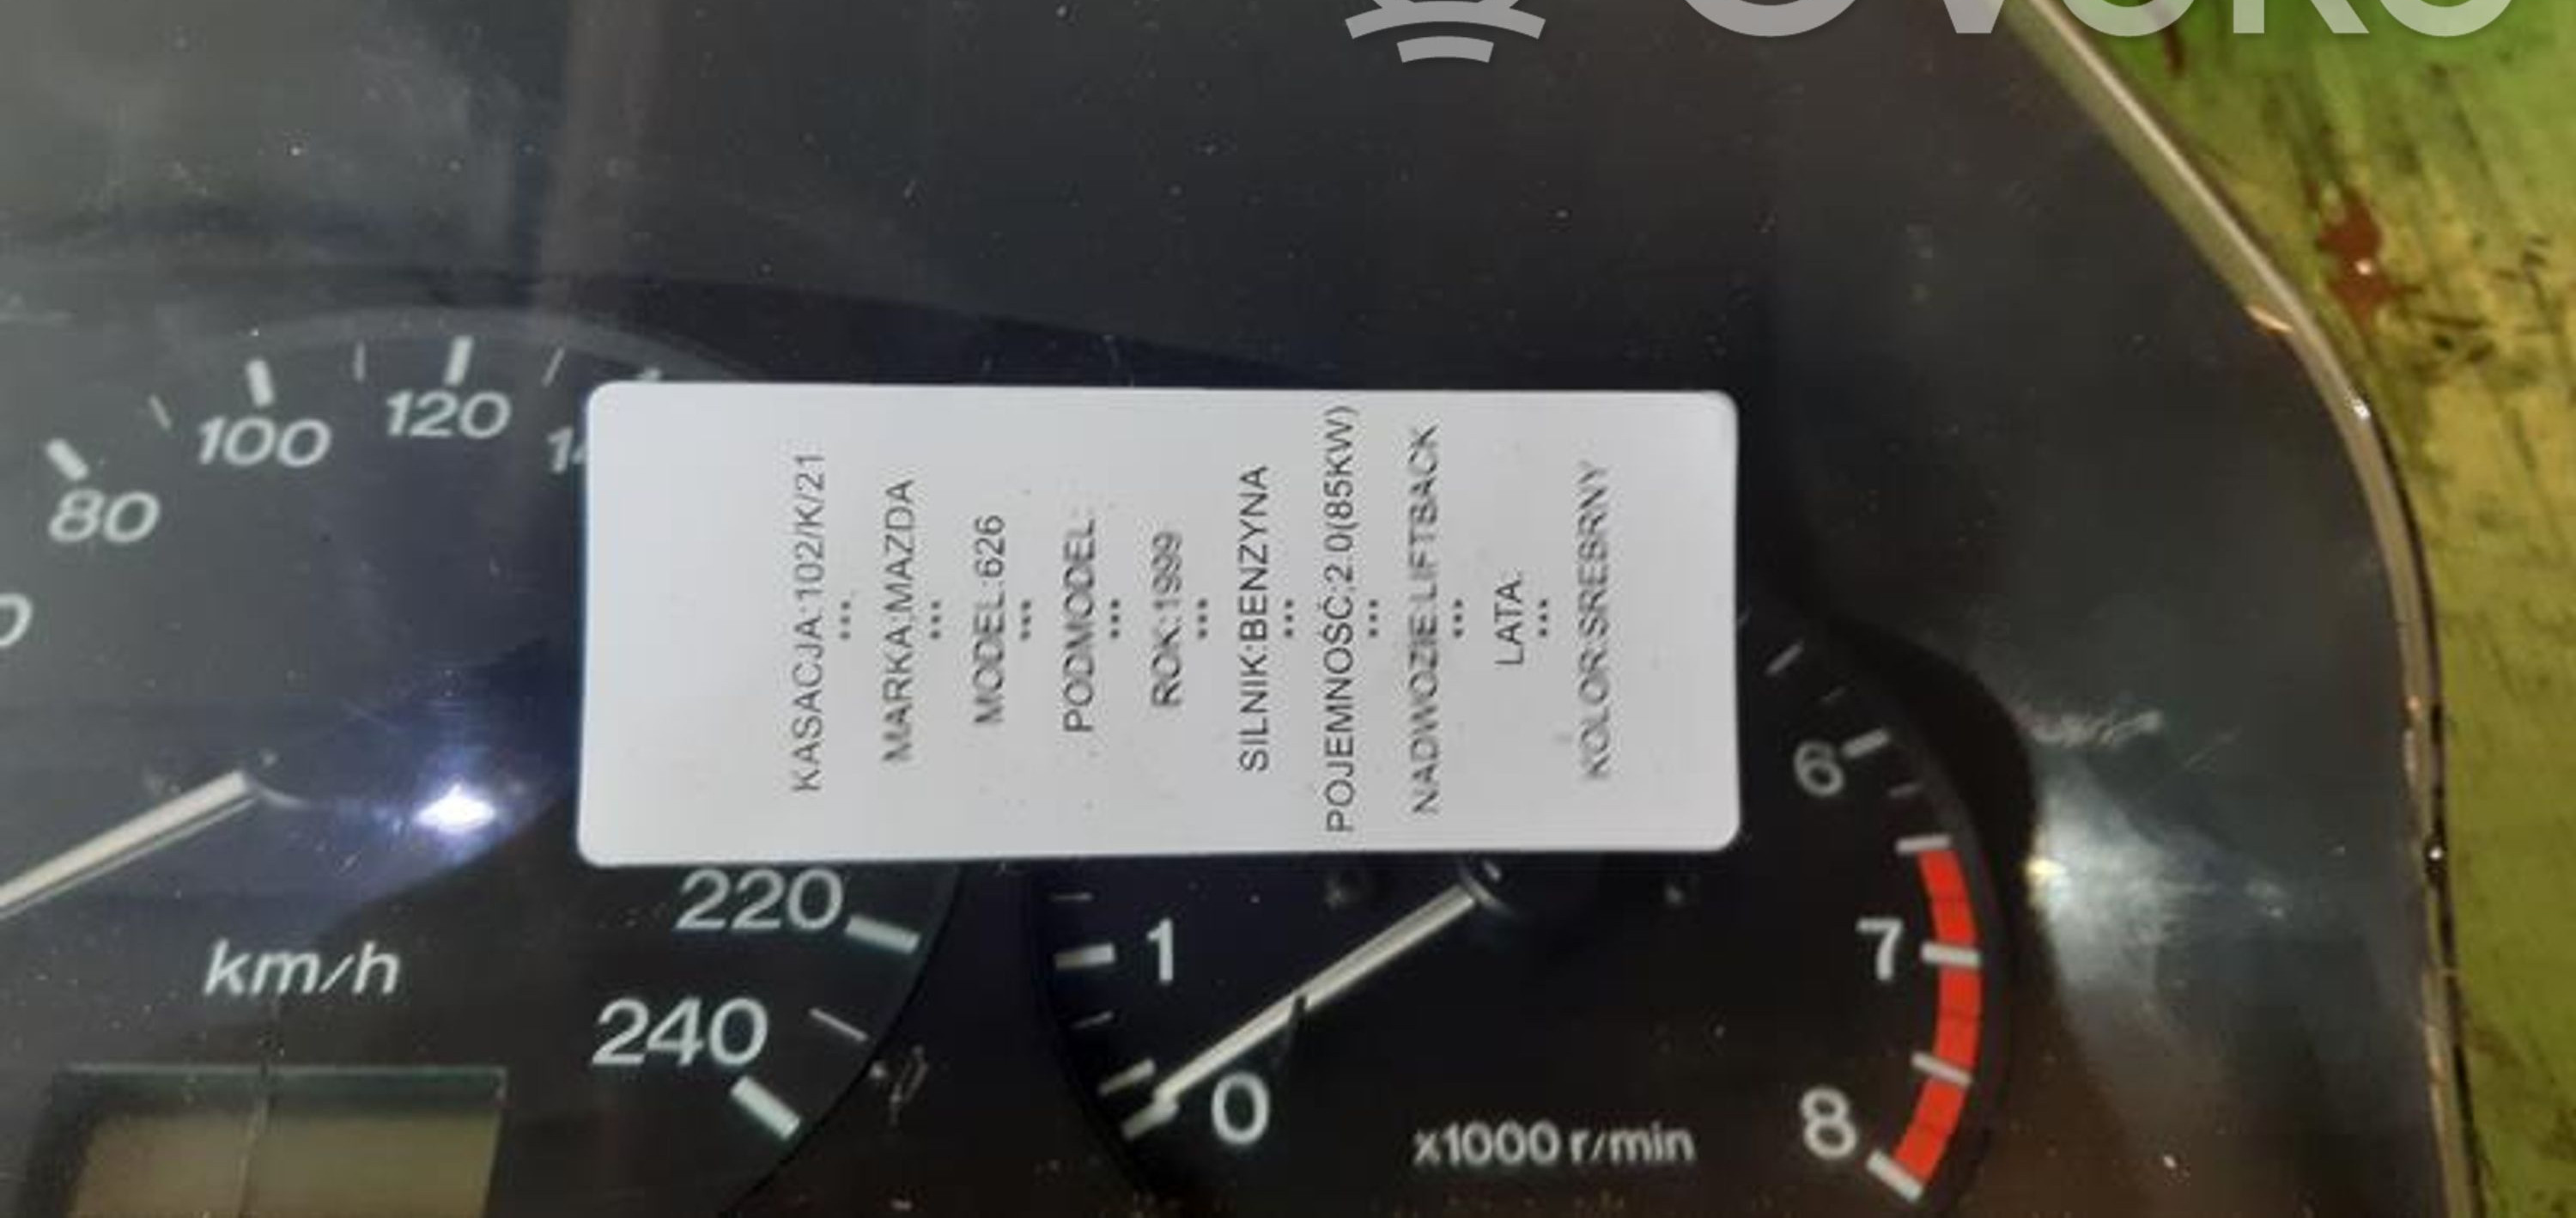 80
100
120
KASACJA:102/K/21
***
MARKA;MAZDA
***
MODEL:626
***
PODMODEL:
***
ROK:1999
***
SILNIK:BENZYNA
***
POJEMNOŚĆ;2.0(85KW)
***
NADWOZIE:LIFTBACK
***
LATA:
***
KOLOR:SREBRNY
220
240
km/h
0
1
6
7
8
x1000 r/min